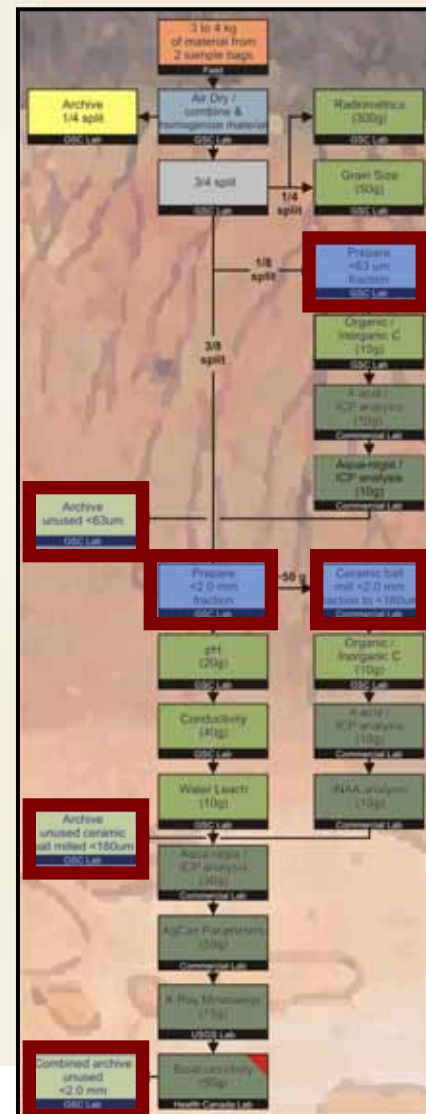 3 to 4 kg
of material from
2 sample bags
Field
Archive
1/4 split
GSC Lab
Air Dry /
combine &
homogenize material
GSC Lab
Radiometrics
(300g)
GSC Lab
3/4 split
GSC Lab
1/4
split
Grain Size
(50g)
GSC Lab
1/8
split
Prepare
<63 um
fraction
GSC Lab
3/8
split
Organic /
Inorganic C
(10g)
GSC Lab
4-acid /
ICP analysis
(10g)
Commercial Lab
Aqua-regia /
ICP analysis
(10g)
Commercial Lab
Archive
unused <63um
GSC Lab
Prepare
<2.0 mm
fraction
GSC Lab
~50 g
Ceramic ball
mill <2.0 mm
fraction to <180um
Commercial Lab
pH
(20g)
GSC Lab
Organic /
Inorganic C
(10g)
GSC Lab
Conductivity
(40g)
GSC Lab
4-acid /
ICP analysis
(10g)
Commercial Lab
Water Leach
(10g)
GSC Lab
INAA analysis
(10g)
Commercial Lab
Archive
unused ceramic
ball milled <180um
GSC Lab
Aqua-regia /
ICP analysis
(30g)
Commercial Lab
AgCan Parameters
(50g)
Commercial Lab
X-Ray Mineralogy
(15g)
USGS Lab
Combined archive
unused
<2.0 mm
GSC Lab
Bioaccessibility
Health Canada Lab